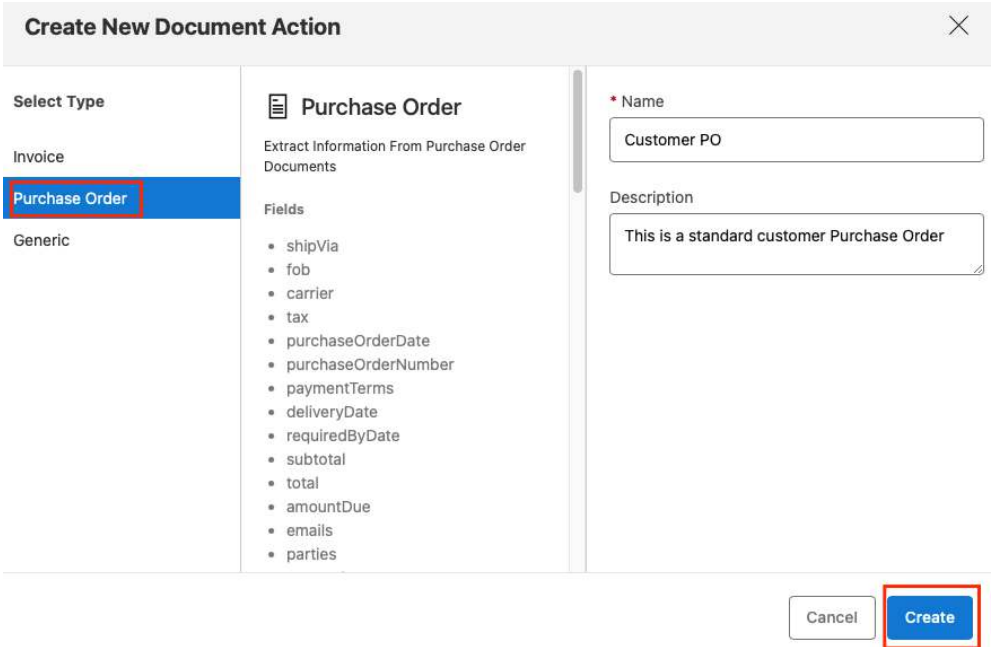 Create New Document Action
Select Type
Invoice
Purchase Order
Generic
Purchase Order
Extract Information From Purchase Order
Documents
Fields
• shipVia
• fob
• carrier
• tax
• purchaseOrderDate
• purchaseOrderNumber
• paymentTerms
• deliveryDate
• requiredByDate
• subtotal
• total
• amountDue
• emails
• parties
* Name
Customer PO
Description
This is a standard customer Purchase Order
Cancel
Create